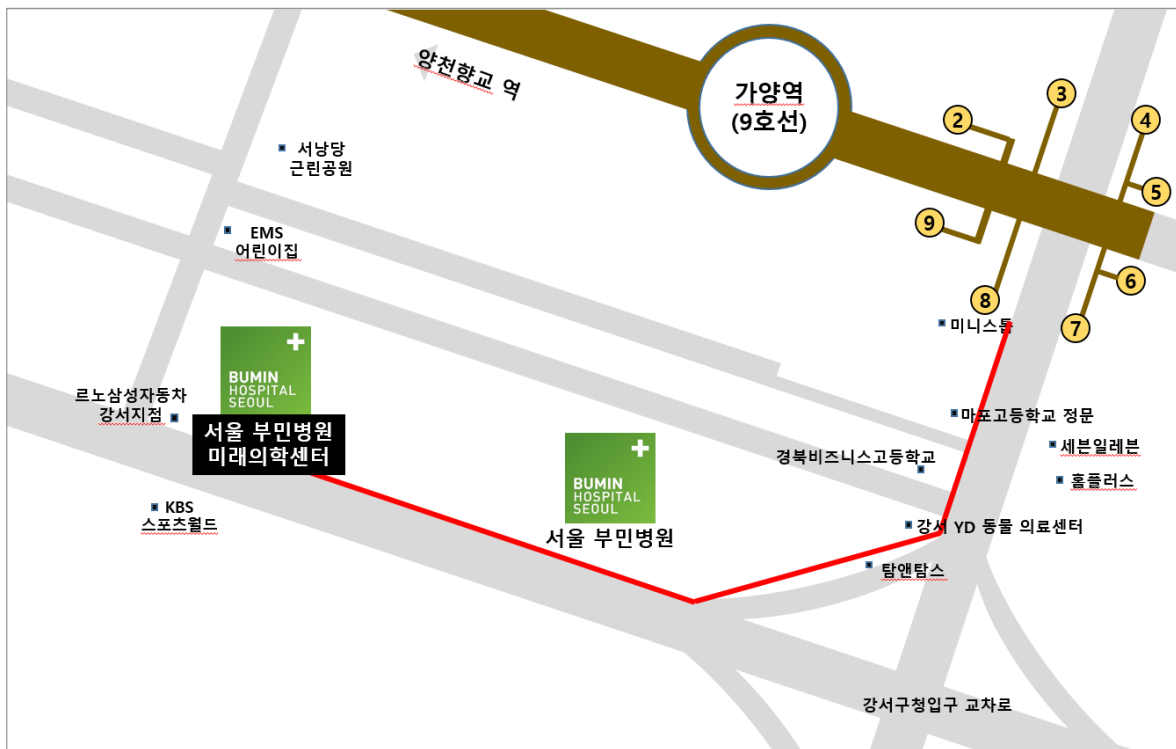 양천향교 역
가양역
(9호선)
2
3
4
5
6
7
8
9
서낭당
근린공원
EMS
어린이집
미니스톱
BUMIN
HOSPITAL
SEOUL
서울 부민병원
미래의학센터
르노삼성자동차
강서지점
KBS
스포츠월드
BUMIN
HOSPITAL
SEOUL
서울 부민병원
마포고등학교 정문
세븐일레븐
홈플러스
경복비즈니스고등학교
강서 YD 동물 의료센터
탐앤탐스
강서구청입구 교차로